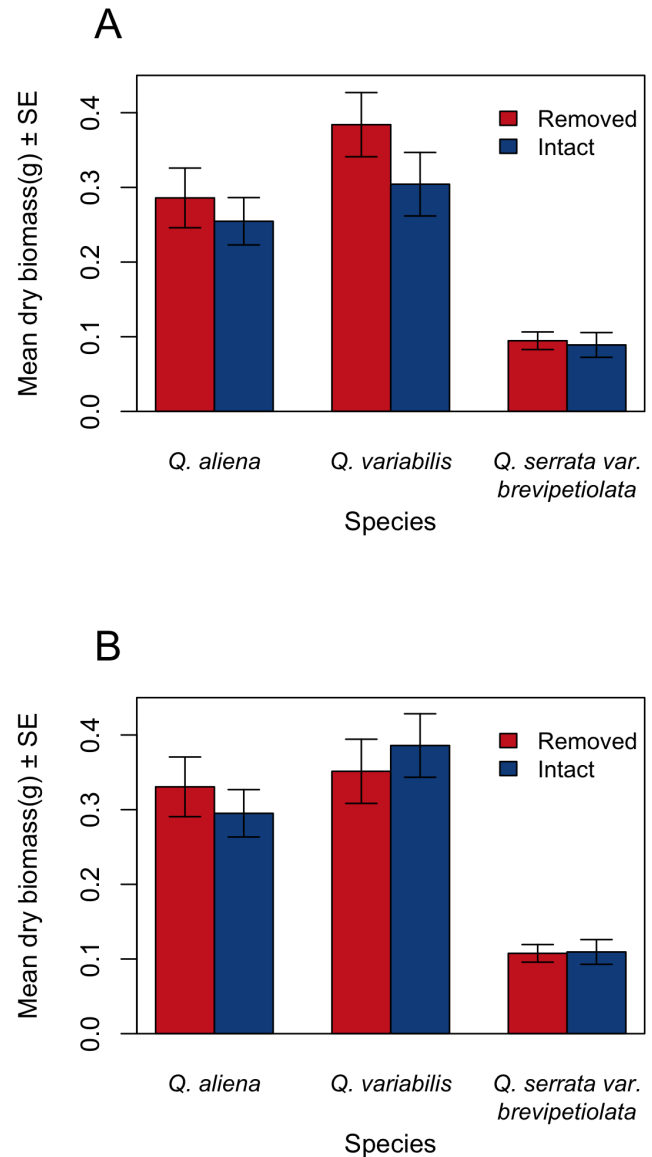 A
Mean dry biomass(g) ± SE
0.4
0.3
0.2
0.1
0.0
Removed
Intact
Q. aliena
Q. variabilis
Q. serrata var.
brevipetiolata
Species
B
Mean dry biomass(g) ± SE
0.4
0.3
0.2
0.1
0.0
Removed
Intact
Q. aliena
Q. variabilis
Q. serrata var.
brevipetiolata
Species